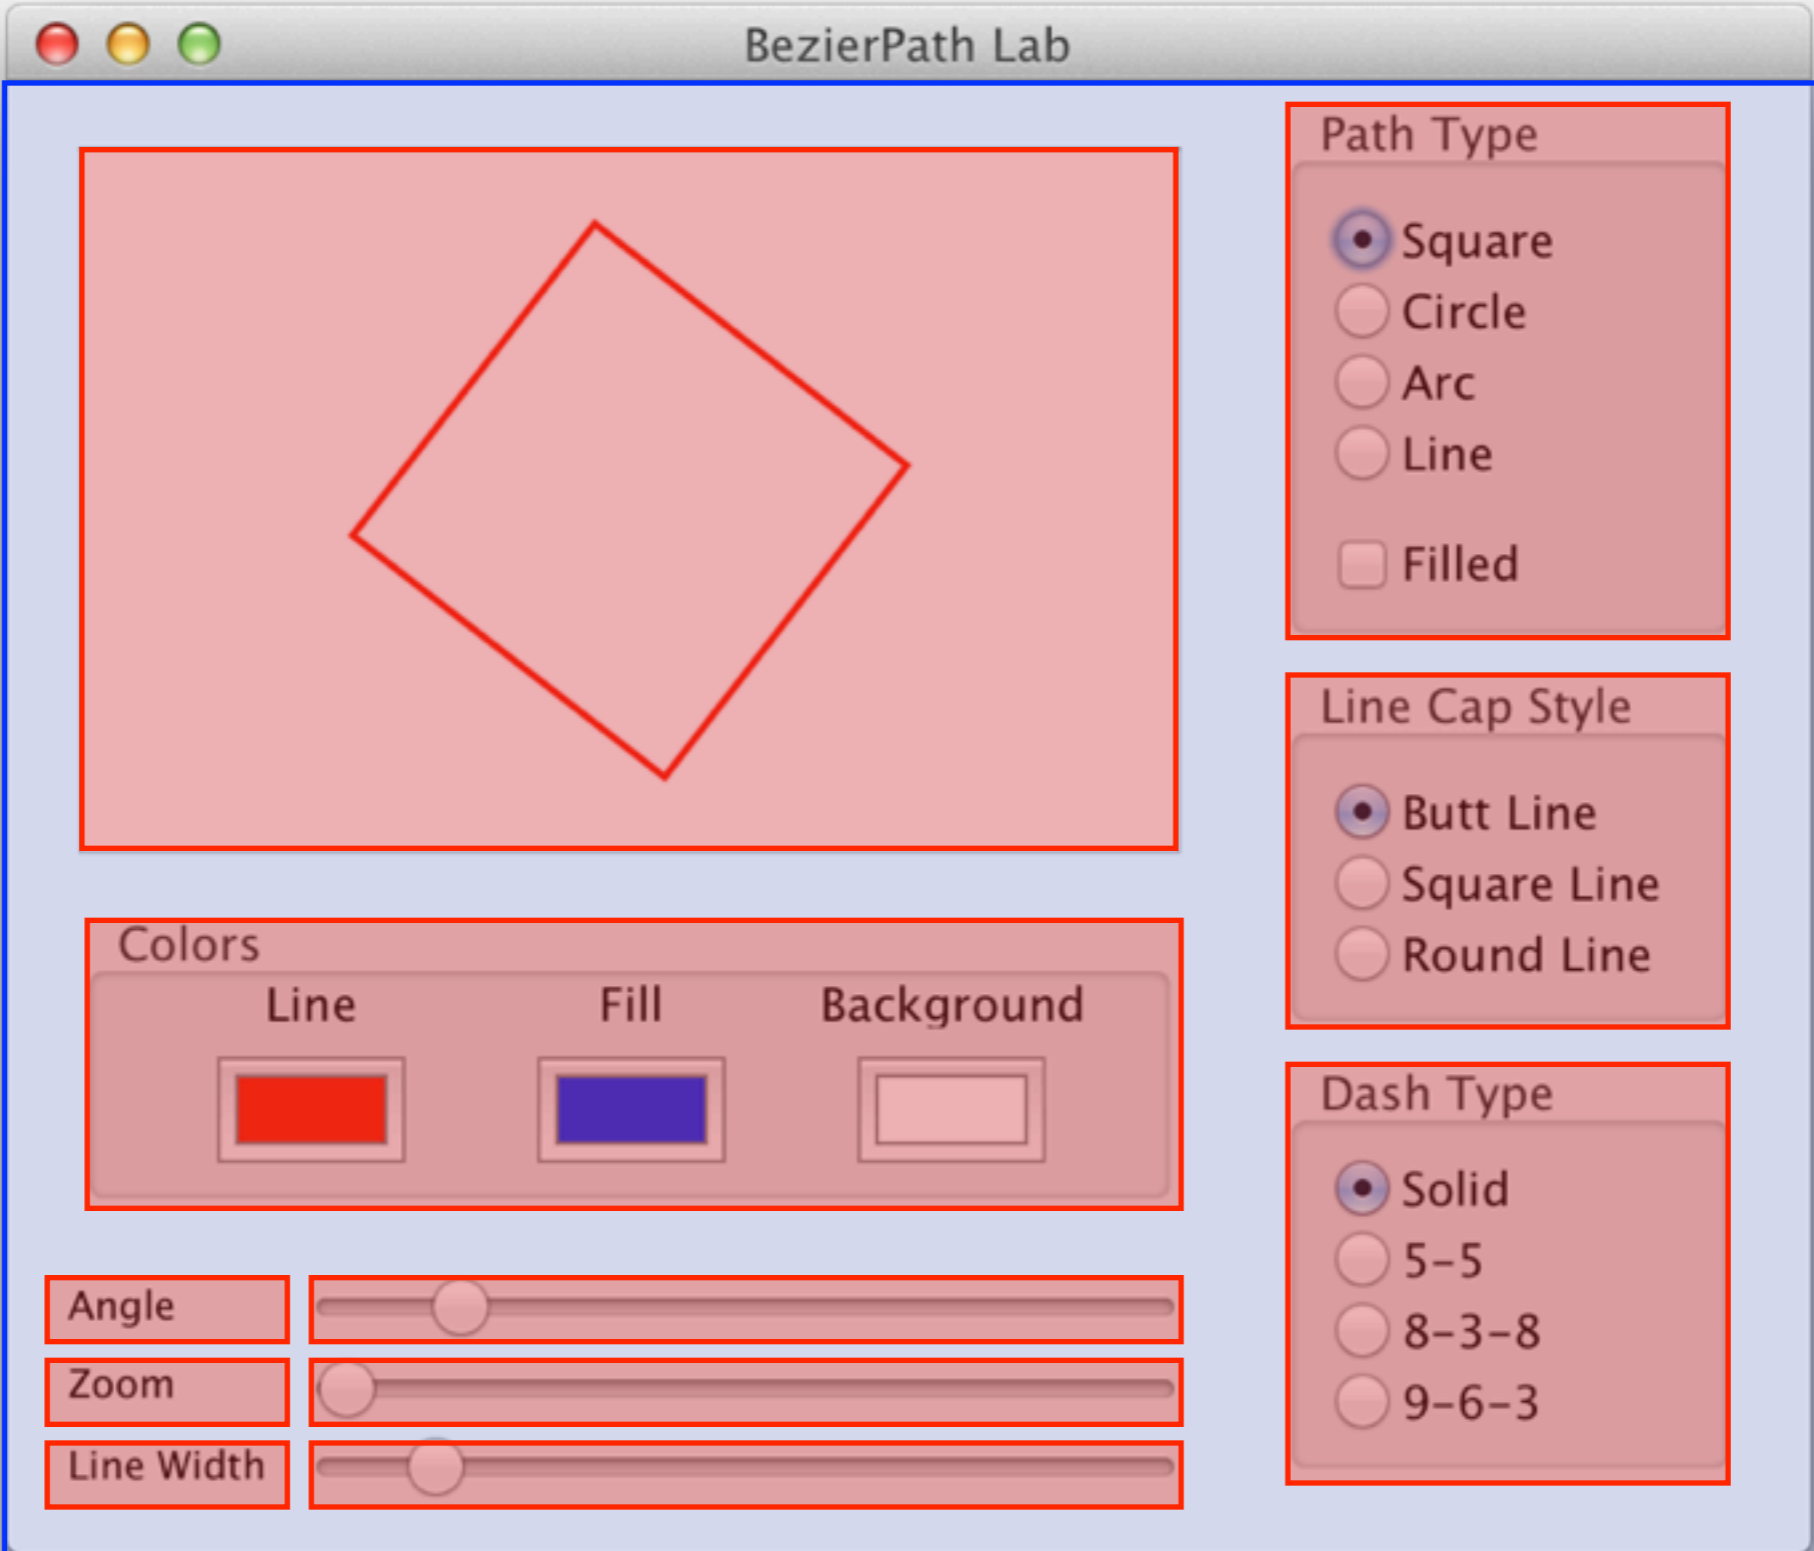 BezierPath Lab
Path Type
Square
Circle
Arc
Line
Filled
Line Cap Style
Butt Line
Square Line
Round Line
Colors
Line Fill Background
Dash Type
Solid
5-5
8-3-8
9-6-3
Angle
Zoom
Line Width